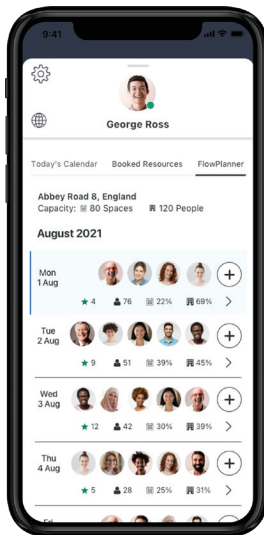 9:41
George Ross
Today's Calendar Booked Resources FlowPlanner
Abbey Road 8, England
Capacity: 80 Spaces 120 People
August 2021
Mon
1 Aug
4 76 22% 69%
Tue
2 Aug
9 51 39% 45%
Wed
3 Aug
12 42 30% 39%
Thu
4 Aug
5 28 25% 31%
Fri